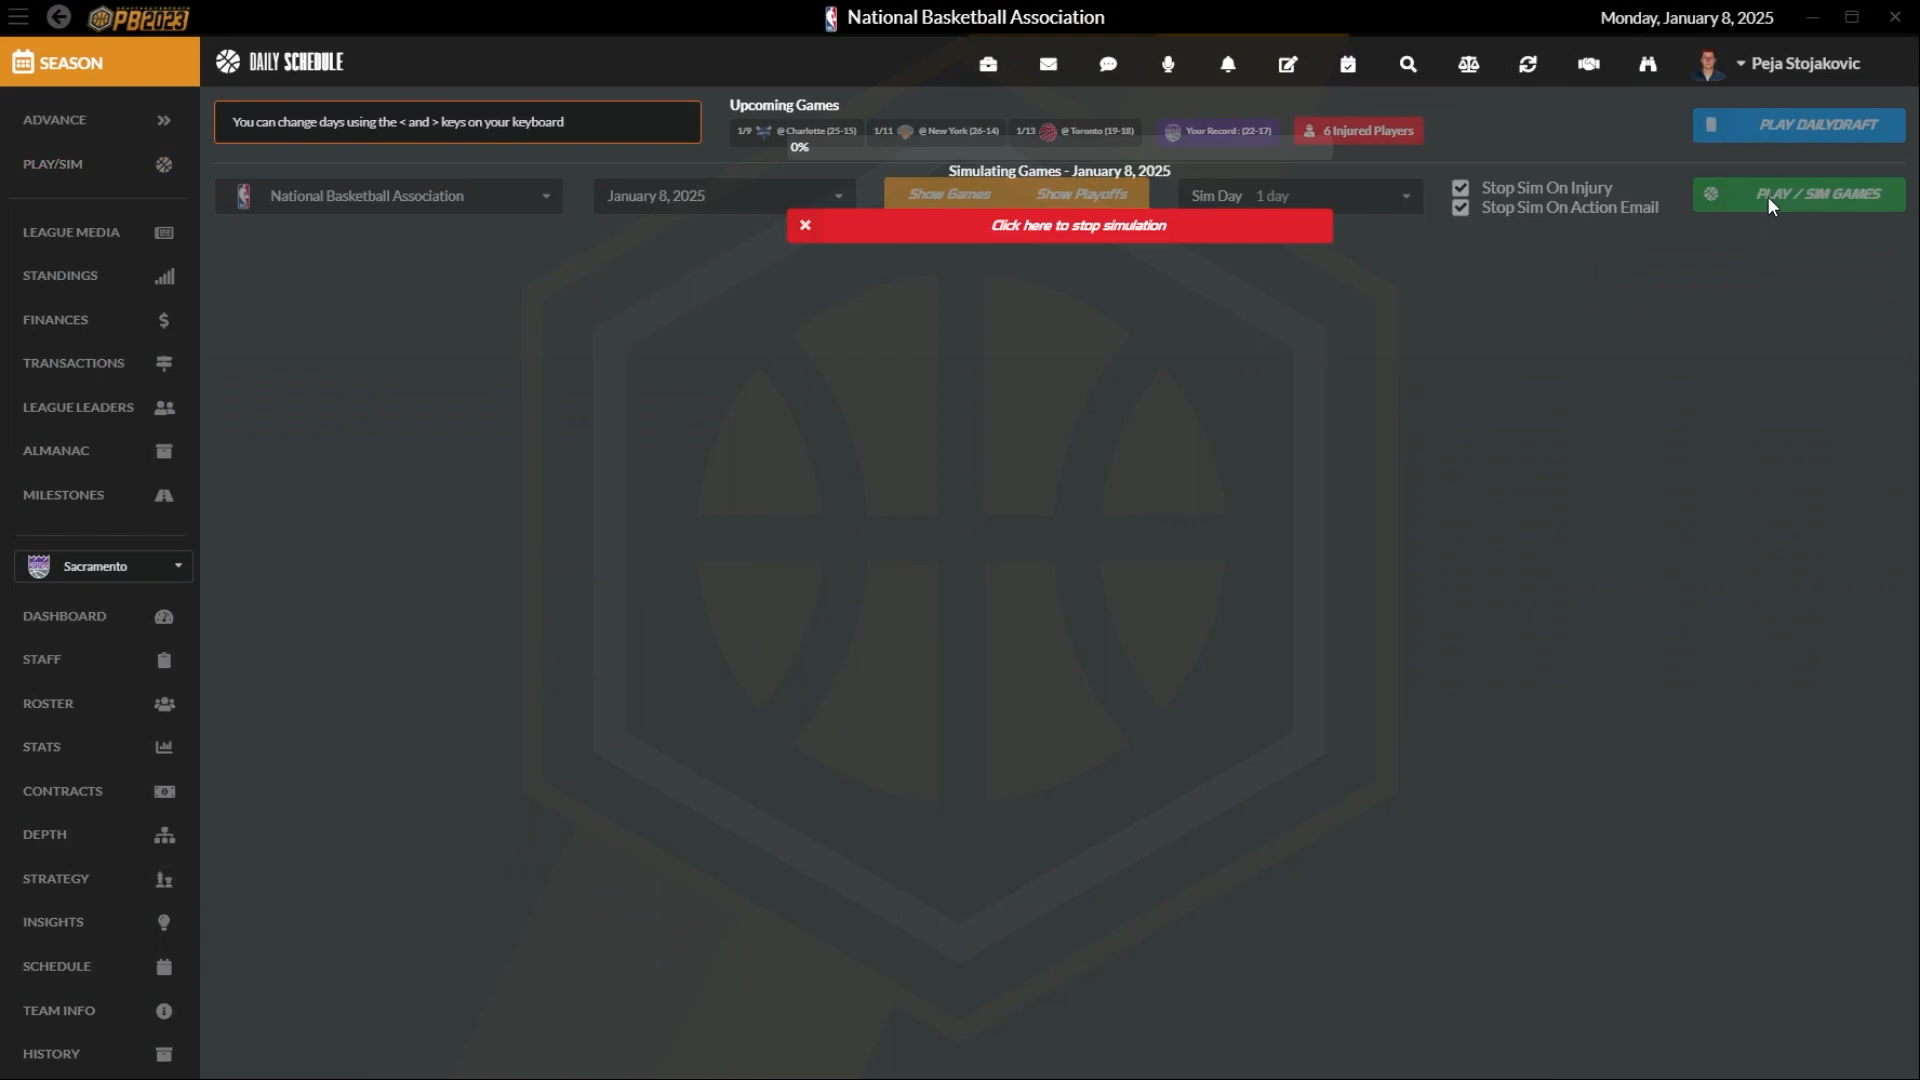 PB2023
National Basketball Association
Monday, January 8, 2025
SEASON
DAILY SCHEDULE
Peja Stojakovic
You can change days using the < and > keys on your keyboard
Upcoming Games
1/9 @ Charlotte (25-15)
1/11 @ New York (26-14)
1/13 @ Toronto (19-18)
Your Record : (22-17)
6 Injured Players
PLAY DAILYDRAFT
0%
Simulating Games - January 8, 2025
National Basketball Association
January 8, 2025
Show Games
Show Playoffs
Sim Day 1 day
Stop Sim On Injury
Stop Sim On Action Email
PLAY / SIM GAMES
Click here to stop simulation
ADVANCE
PLAY/SIM
LEAGUE MEDIA
STANDINGS
FINANCES
TRANSACTIONS
LEAGUE LEADERS
ALMANAC
MILESTONES
Sacramento
DASHBOARD
STAFF
ROSTER
STATS
CONTRACTS
DEPTH
STRATEGY
INSIGHTS
SCHEDULE
TEAM INFO
HISTORY